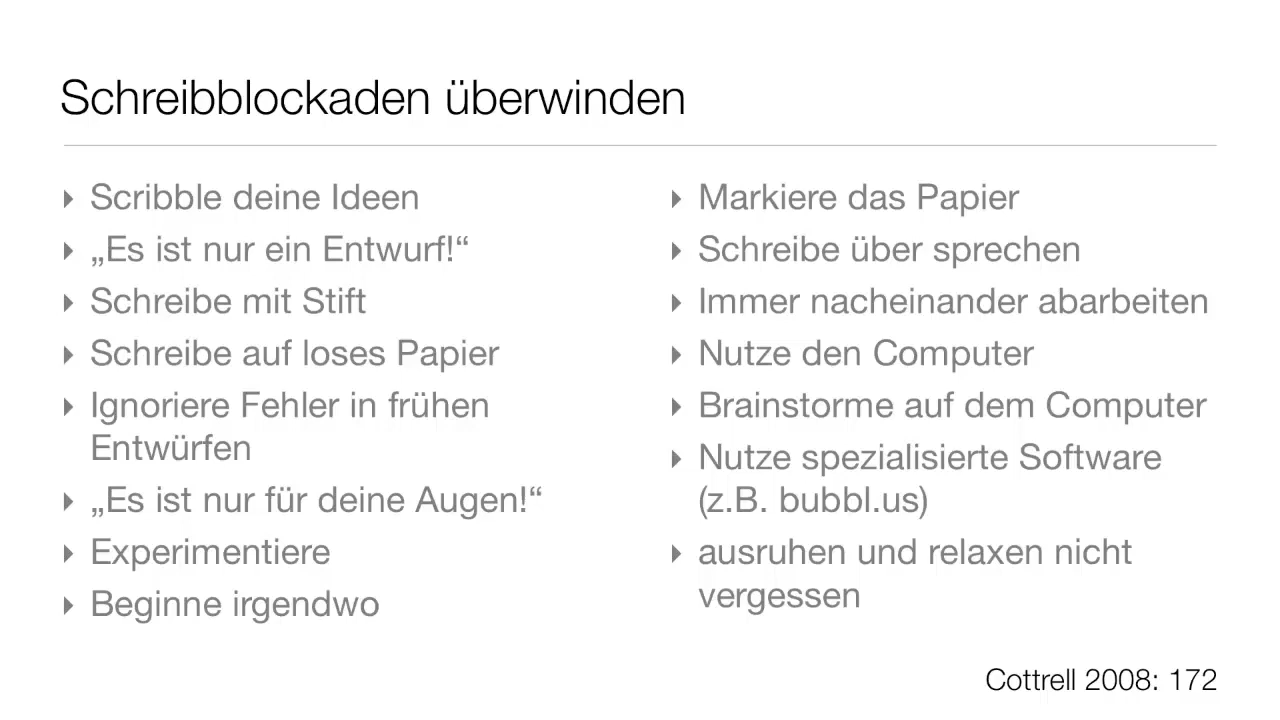 Schreibblockaden überwinden
‣ Scribble deine Ideen
‣ „Es ist nur ein Entwurf!“
‣ Schreibe mit Stift
‣ Schreibe auf loses Papier
‣ Ignoriere Fehler in frühen
Entwürfen
‣ „Es ist nur für deine Augen!“
‣ Experimentiere
‣ Beginne irgendwo
‣ Markiere das Papier
‣ Schreibe über sprechen
‣ Immer nacheinander abarbeiten
‣ Nutze den Computer
‣ Brainstorme auf dem Computer
‣ Nutze spezialisierte Software
(z.B. bubbl.us)
‣ ausruhen und relaxen nicht
vergessen
Cottrell 2008: 172